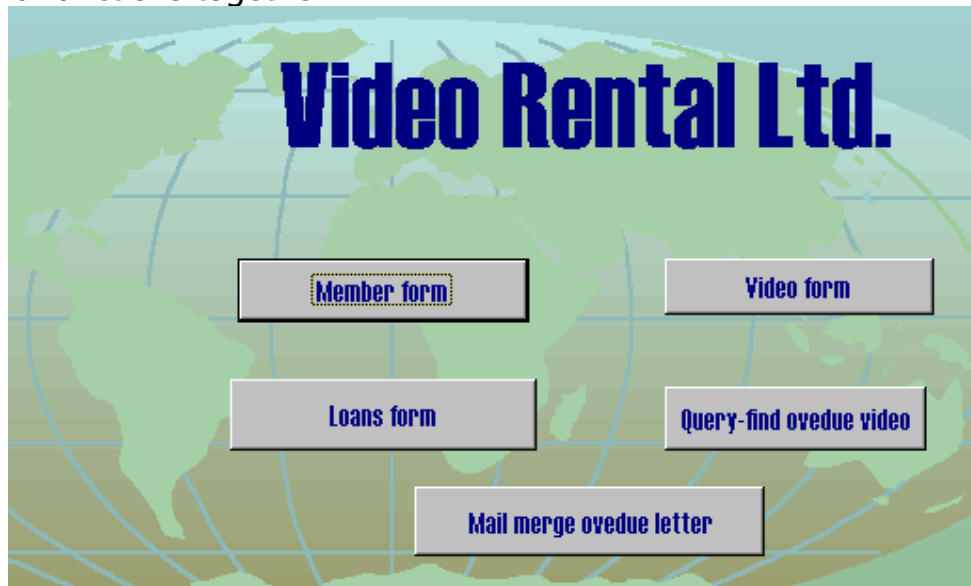 Video Rental Ltd.
Member form
Video form
Loans form
Query-find ovedue video
Mail merge ovedue letter